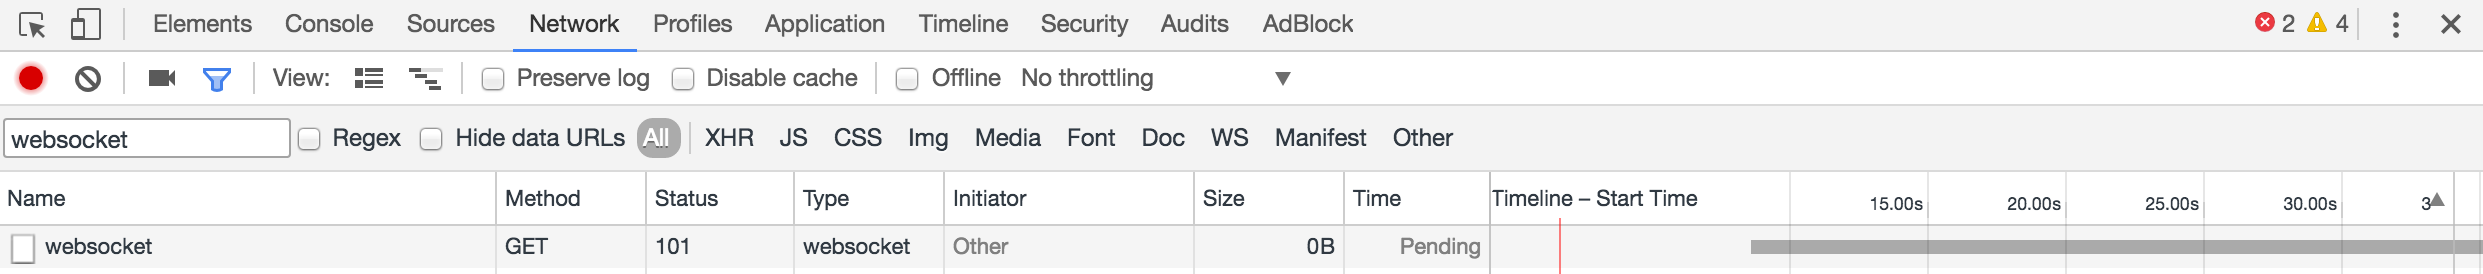 Elements Console Sources Network Profiles Application Timeline Security Audits AdBlock 2 4
View: Preserve log Disable cache Offline No throttling
websocket Regex Hide data URLs All XHR JS CSS Img Media Font Doc WS Manifest Other
Name Method Status Type Initiator Size Time Timeline – Start Time 15.00s 20.00s 25.00s 30.00s 3
websocket GET 101 websocket Other 0B Pending